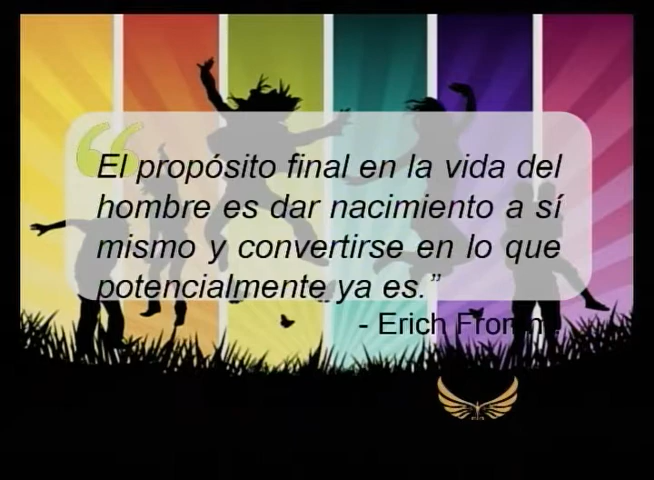 “El propósito final en la vida del
hombre es dar nacimiento a sí
mismo y convertirse en lo que
potencialmente ya es.”
- Erich Fromm.